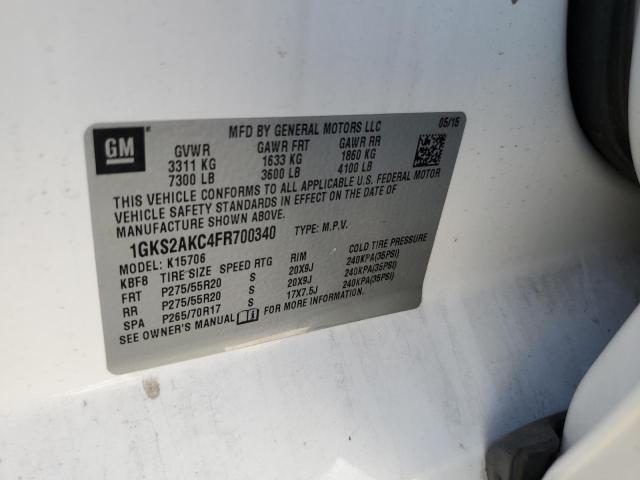 GM
MFD BY GENERAL MOTORS LLC 05/15
GVWR GAWR FRT GAWR RR
3311 KG 1633 KG 1860 KG
7300 LB 3600 LB 4100 LB
THIS VEHICLE CONFORMS TO ALL APPLICABLE U.S. FEDERAL MOTOR
VEHICLE SAFETY STANDARDS IN EFFECT ON THE DATE OF
MANUFACTURE SHOWN ABOVE.
1GKS2AKC4FR700340 TYPE: M.P.V.
MODEL: K15706
KBF8 TIRE SIZE SPEED RTG RIM COLD TIRE PRESSURE
FRT P275/55R20 S 20X9J 240KPA(35PSI)
RR P275/55R20 S 20X9J 240KPA(35PSI)
SPA P265/70R17 S 17X7.5J 240KPA(35PSI)
SEE OWNER'S MANUAL FOR MORE INFORMATION.